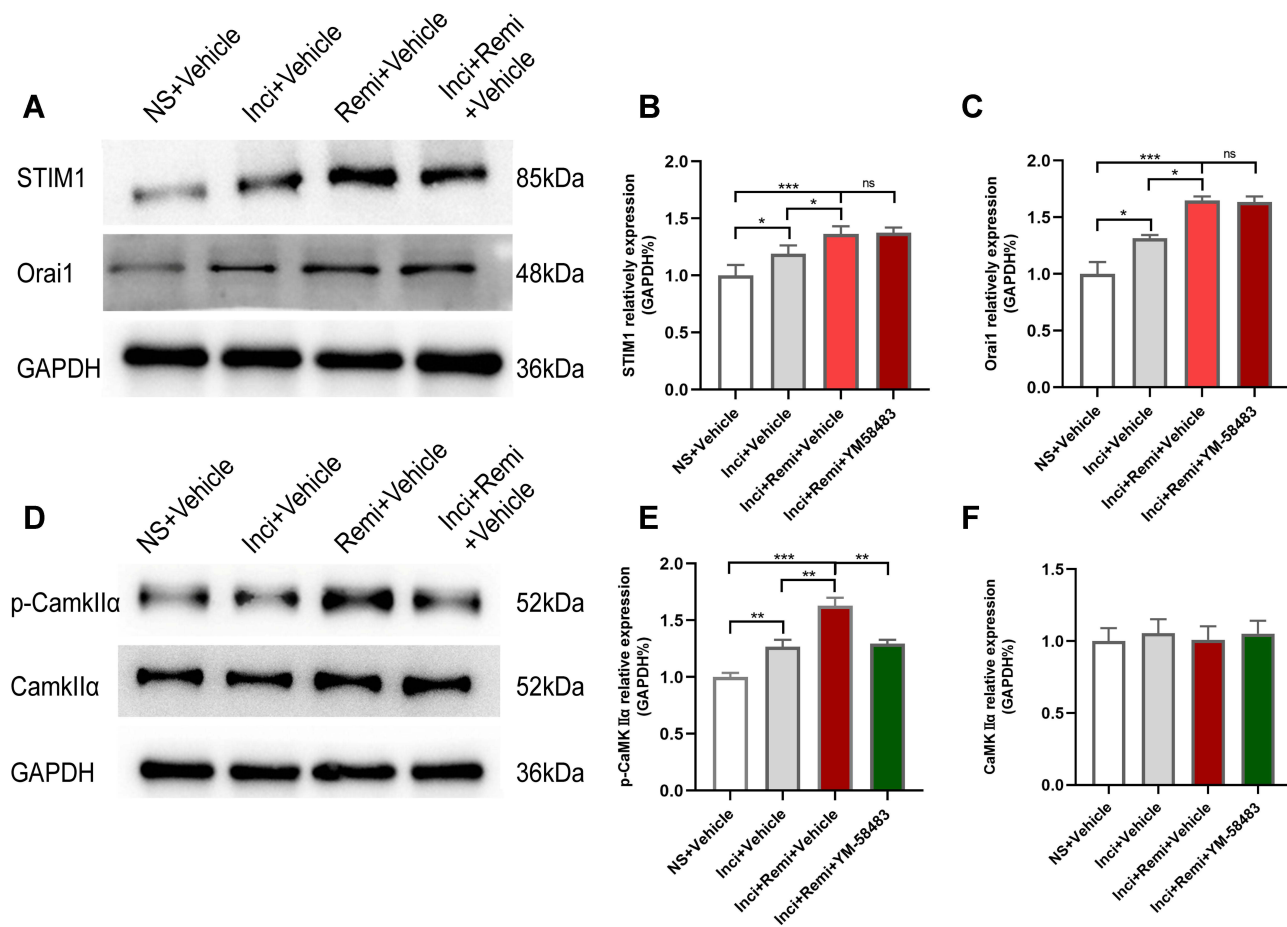 A
NS+Vehicle
Inci+Vehicle
Remi+Vehicle
Inci+Remi
+Vehicle
STIM1
85kDa
Orai1
48kDa
GAPDH
36kDa
B
STIM1 relatively expression
(GAPDH%)
2.0
1.5
1.0
0.5
0.0
***
ns
*
*
NS+Vehicle
Inci+Vehicle
Inci+Remi+Vehicle
Inci+Remi+YM58483
C
Orai1 relatively expression
(GAPDH%)
2.0
1.5
1.0
0.5
0.0
***
ns
*
*
NS+Vehicle
Inci+Vehicle
Inci+Remi+Vehicle
Inci+Remi+YM-58483
D
NS+Vehicle
Inci+Vehicle
Remi+Vehicle
Inci+Remi
+Vehicle
p-CamkIIα
52kDa
CamkIIα
52kDa
GAPDH
36kDa
E
p-CaMKⅡα relative expression
(GAPDH%)
2.0
1.5
1.0
0.5
0.0
***
**
**
**
NS+Vehicle
Inci+Vehicle
Inci+Remi+Vehicle
Inci+Remi+YM-58483
F
CaMKⅡα relative expression
(GAPDH%)
1.5
1.0
0.5
0.0
NS+Vehicle
Inci+Vehicle
Inci+Remi+Vehicle
Inci+Remi+YM-58483